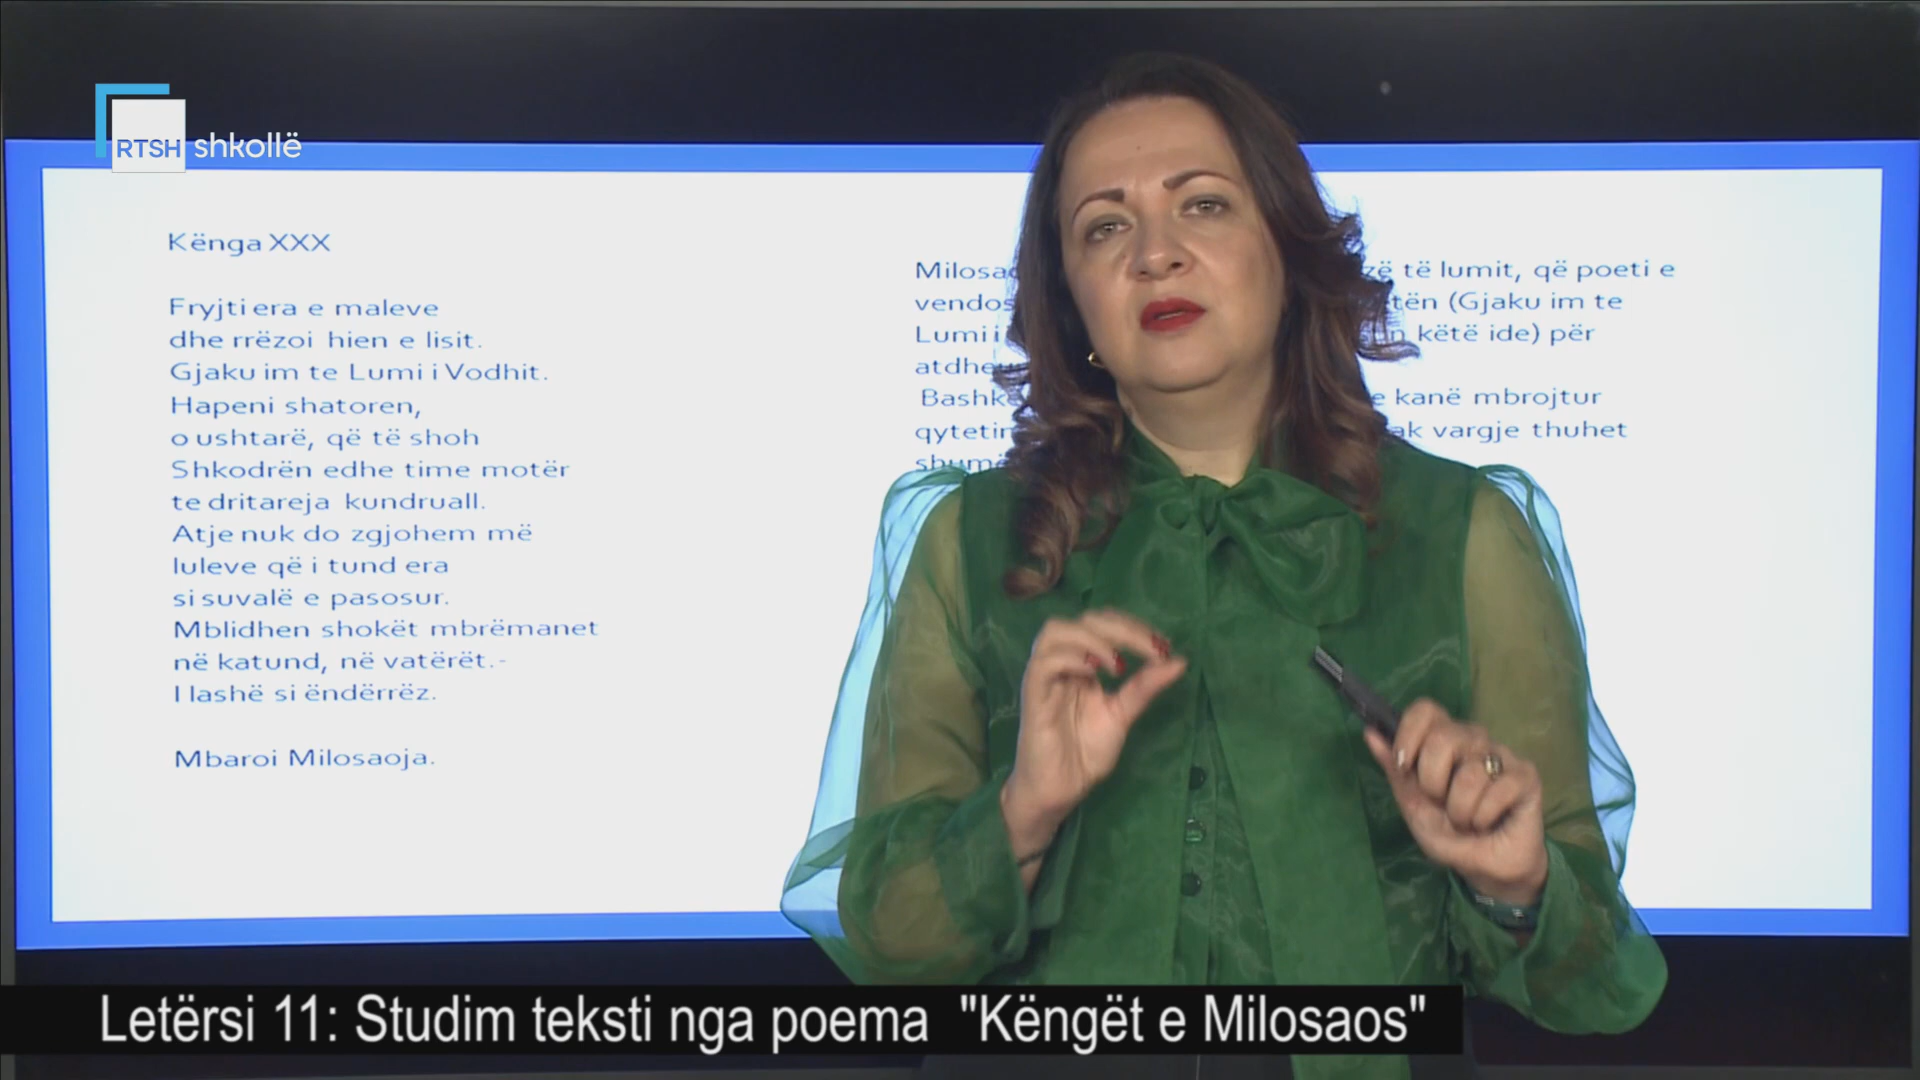 RTSH shkollë
Kënga XXX
Fryjti era e maleve
dhe rrëzoi hien e lisit.
Gjaku im te Lumi i Vodhit.
Hapeni shatoren,
o ushtarë, që të shoh
Shkodrën edhe time motër
te dritareja kundruall.
Atje nuk do zgjohem më
luleve që i tund era
si suvalë e pasosur.
Mblidhen shokët mbrëmanet
në katund, në vatërët.-
I lashë si ëndërrëz.
Mbaroi Milosaoja.
të lumit, që poeti e
(Gjaku im te
Lumi i këtë ide) për
kanë mbrojtur
vargje thuhet
Letërsi 11: Studim teksti nga poema "Këngët e Milosaos"